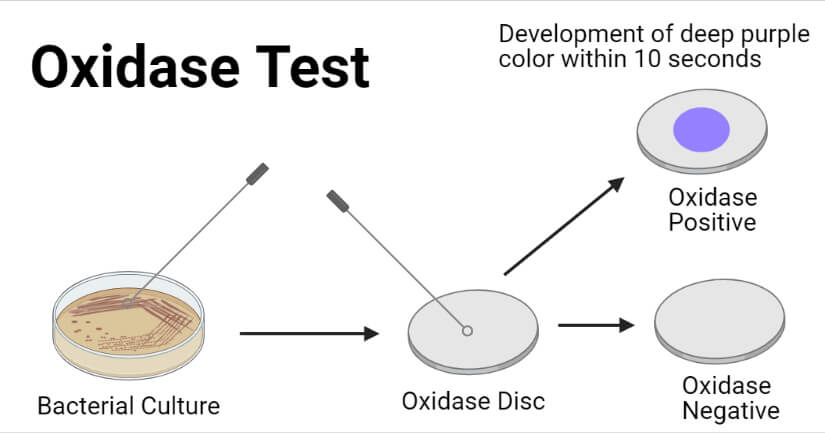 Oxidase Test
Development of deep purple
color within 10 seconds
Oxidase
Positive
Bacterial Culture
Oxidase Disc
Oxidase
Negative